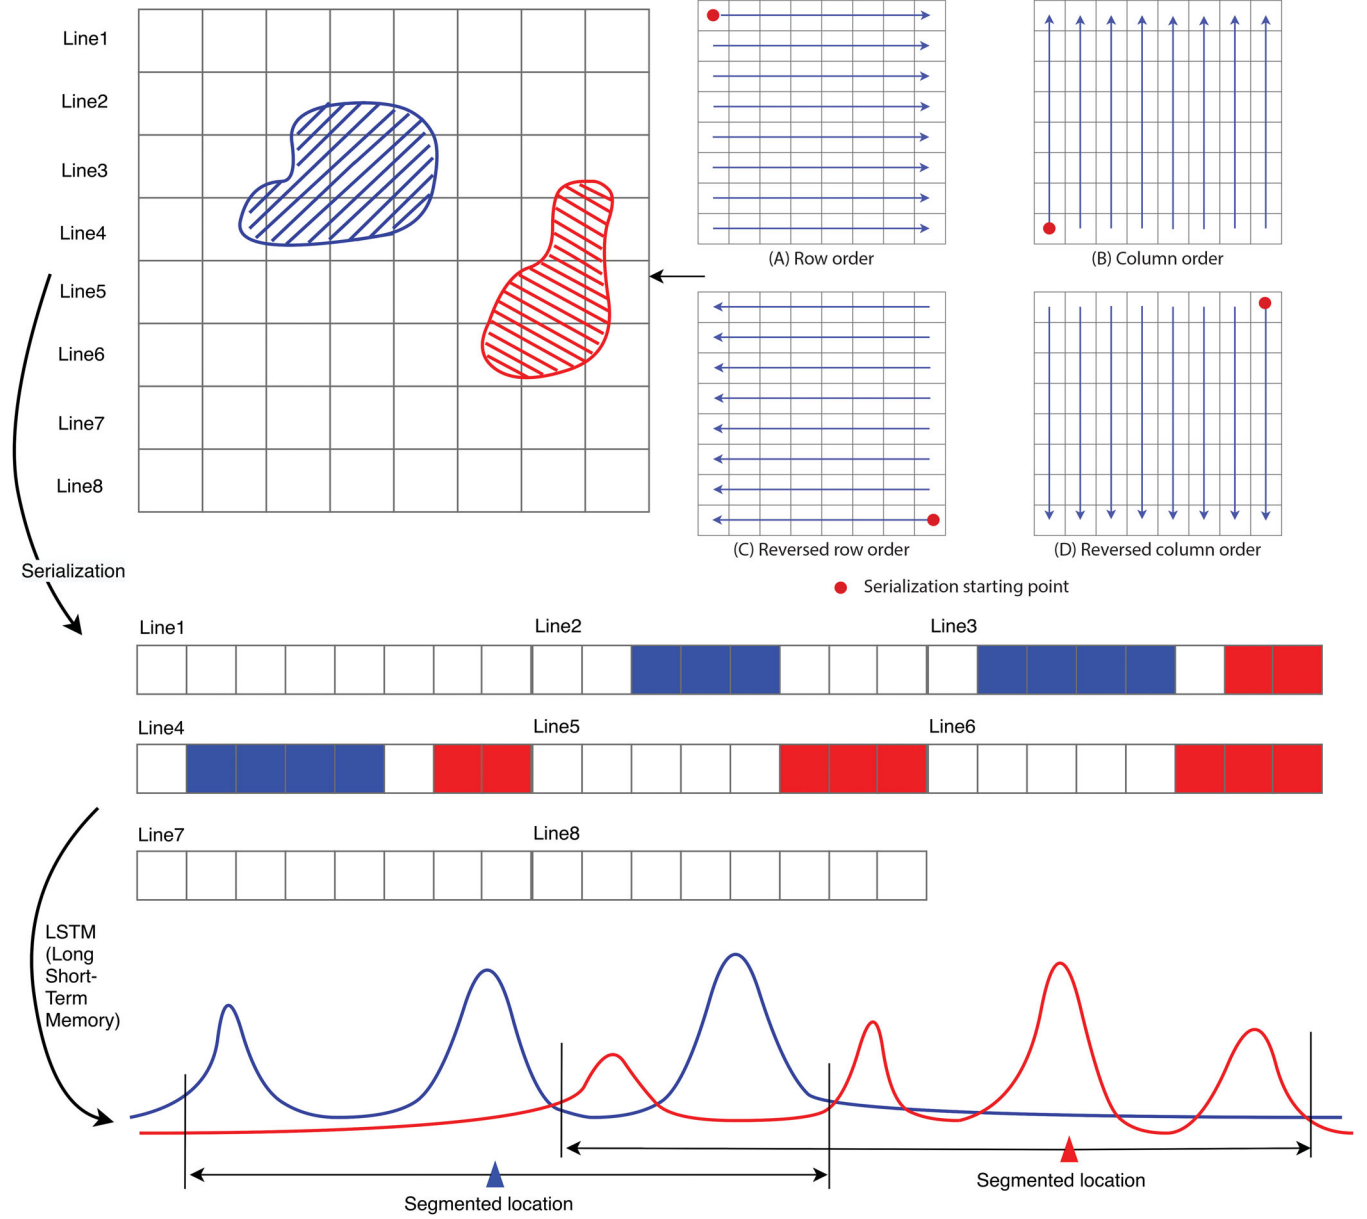 Line1
Line2
Line3
Line4
Line5
Line6
Line7
Line8
(A) Row order
(B) Column order
(C) Reversed row order
(D) Reversed column order
Serialization starting point
Serialization
Line1
Line2
Line3
Line4
Line5
Line6
Line7
Line8
LSTM
(Long
Short-
Term
Memory)
Segmented location
Segmented location